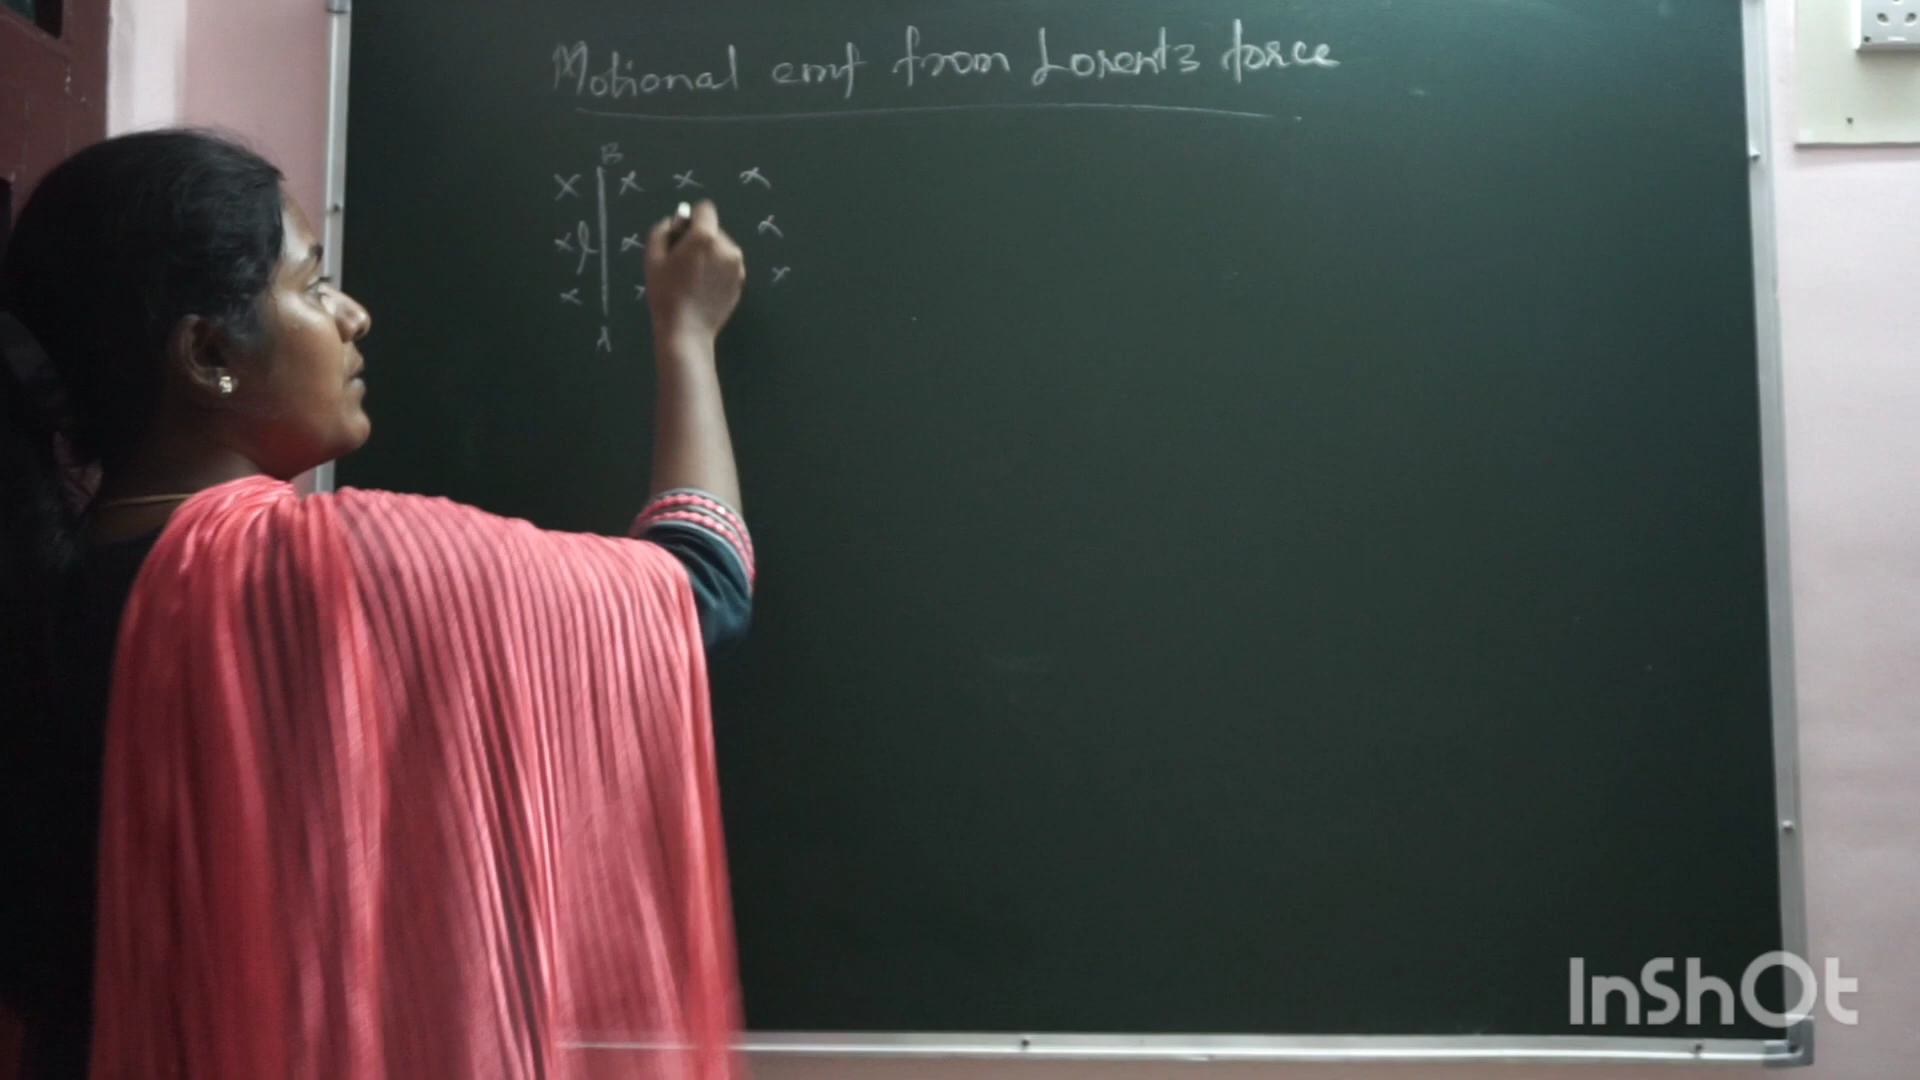 Motional emf from Lorentz force
B
x x x x
x l x x
x x x
A
InShOt